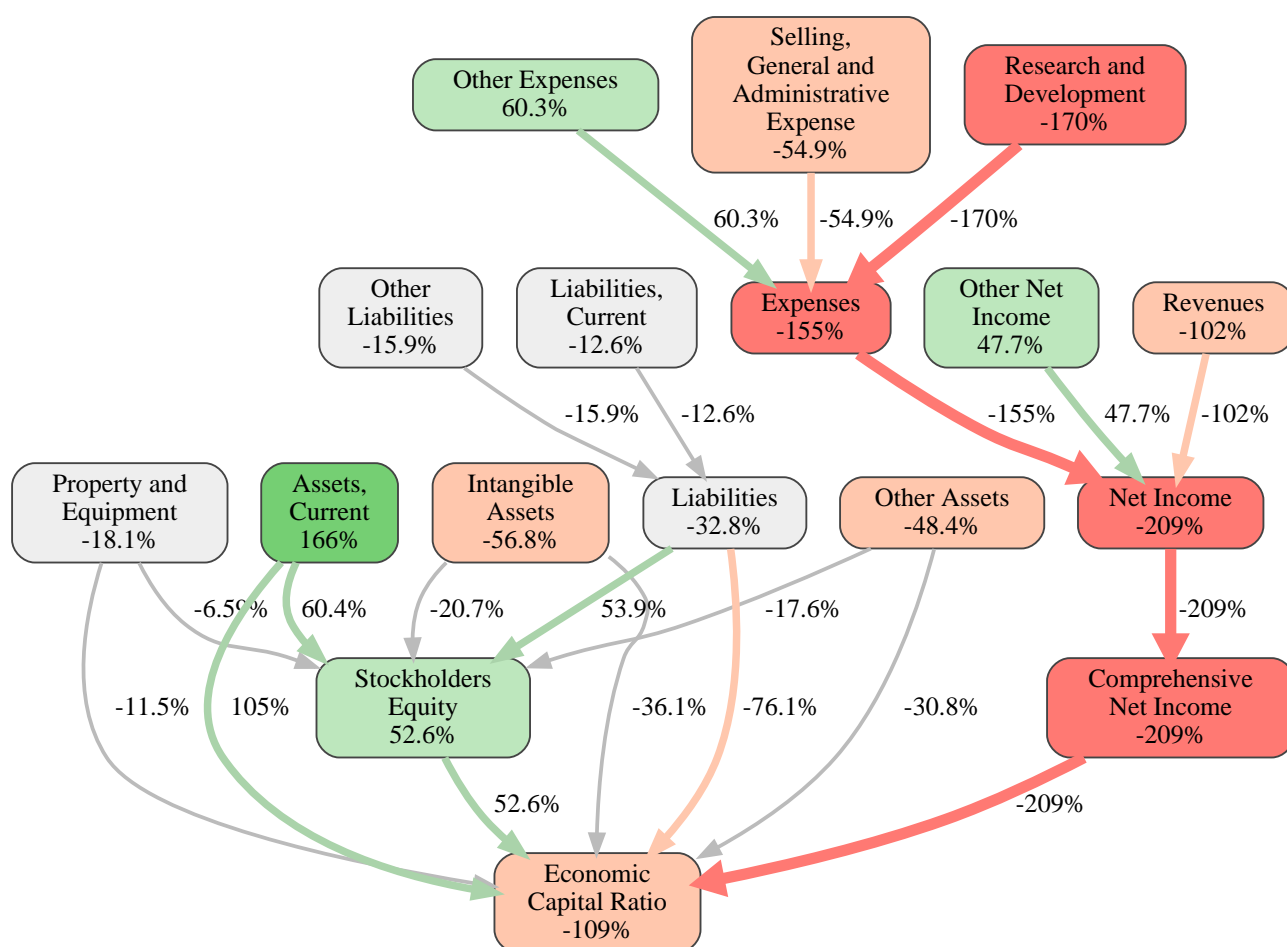 Other Expenses
60.3%
Selling,
General and
Administrative
Expense
-54.9%
Research and
Development
-170%
60.3%
-54.9%
-170%
Other
Liabilities
-15.9%
Liabilities,
Current
-12.6%
Expenses
-155%
Other Net
Income
47.7%
Revenues
-102%
-15.9%
-12.6%
-155%
47.7%
-102%
Property and
Equipment
-18.1%
Assets,
Current
166%
Intangible
Assets
-56.8%
Liabilities
-32.8%
Other Assets
-48.4%
Net Income
-209%
-6.59%
60.4%
-20.7%
53.9%
-17.6%
-209%
Stockholders
Equity
52.6%
Comprehensive
Net Income
-209%
-11.5%
105%
-36.1%
-76.1%
-30.8%
52.6%
-209%
Economic
Capital Ratio
-109%